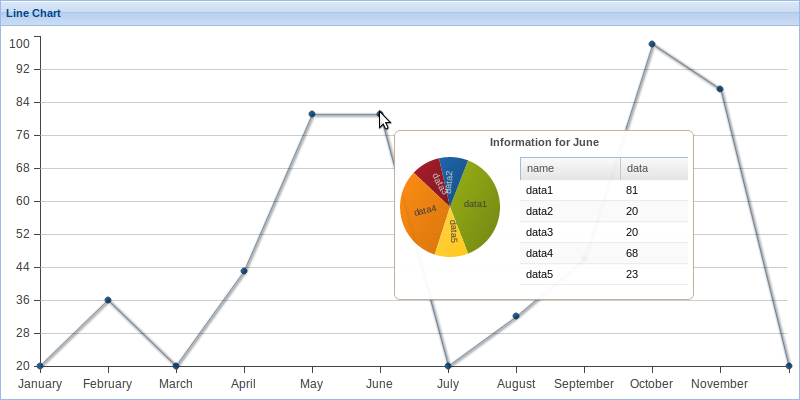 Line Chart
100
92
84
76
68
60
52
44
36
28
20
January February March April May June July August September October November
Information for June
data1
data2
data3
data4
data5
name data
data1 81
data2 20
data3 20
data4 68
data5 23